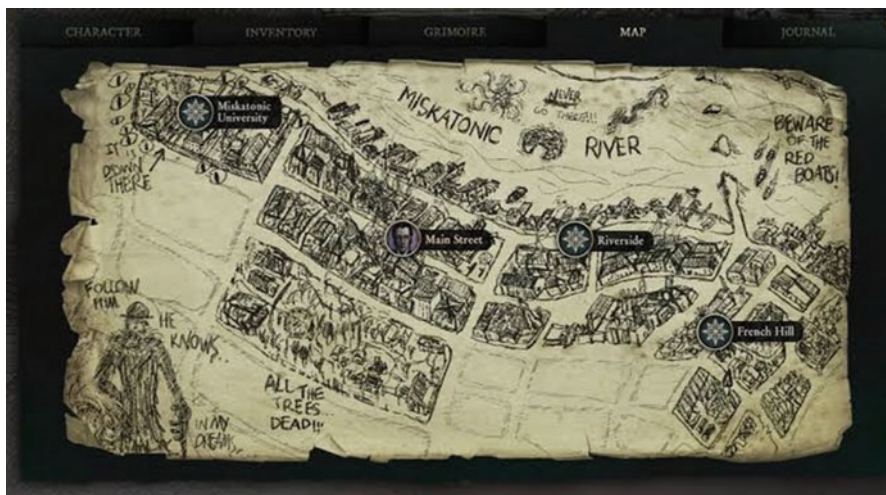 CHARACTER
INVENTORY
GRIMOIRE
MAP
JOURNAL
Miskatonic
University
MISKATONIC
RIVER
NEVER
GO THERE!!!
BEWARE
OF THE
RED
BOATS!
IT
DOWN
THERE
Main Street
Riverside
French Hill
FOLLOW
HIM
HE
KNOWS..
IN MY
DREAMS..
ALL
THE
TREES...
DEAD!!!